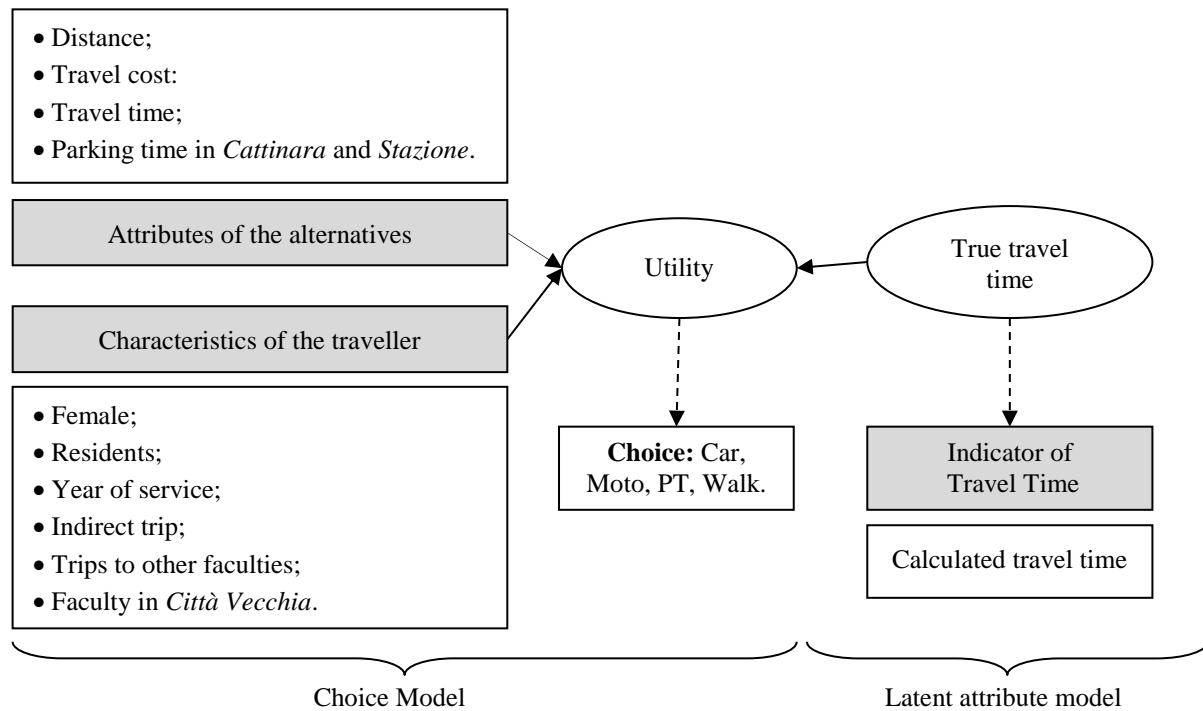 • Distance;
• Travel cost:
• Travel time;
• Parking time in Cattinara and Stazione.
Attributes of the alternatives
Characteristics of the traveller
• Female;
• Residents;
• Year of service;
• Indirect trip;
• Trips to other faculties;
• Faculty in Città Vecchia.
Utility
True travel
time
Choice: Car,
Moto, PT, Walk.
Indicator of
Travel Time
Calculated travel time
Choice Model
Latent attribute model